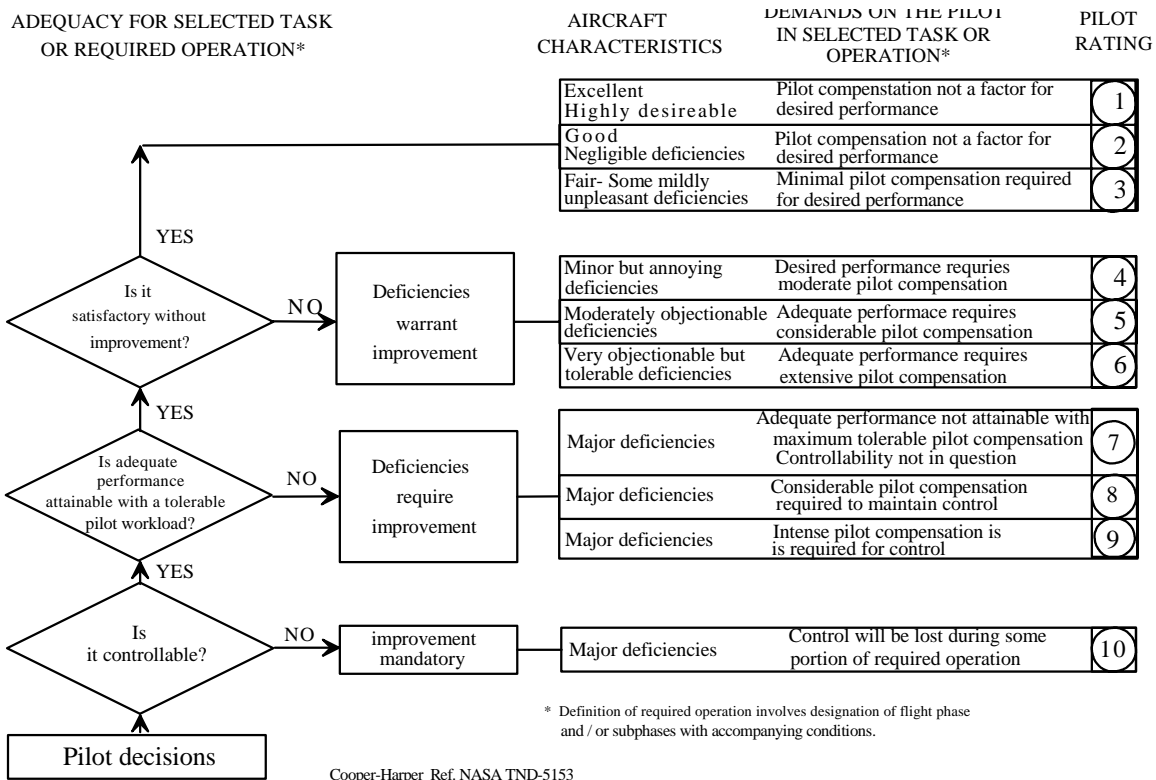 ADEQUACY FOR SELECTED TASK
OR REQUIRED OPERATION*
AIRCRAFT
CHARACTERISTICS
DEMANDS ON THE PILOT
IN SELECTED TASK OR
OPERATION*
PILOT
RATING
Excellent
Highly desireable
Pilot compenstation not a factor for
desired performance
1
Good
Negligible deficiencies
Pilot compensation not a factor for
desired performance
2
Fair- Some mildly
unpleasant deficiencies
Minimal pilot compensation required
for desired performance
3
YES
Is it
satisfactory without
improvement?
NO
Deficiencies
warrant
improvement
Minor but annoying
deficiencies
Desired performance requries
moderate pilot compensation
4
Moderately objectionable
deficiencies
Adequate performace requires
considerable pilot compensation
5
Very objectionable but
tolerable deficiencies
Adequate performance requires
extensive pilot compensation
6
YES
Is adequate
performance
attainable with a tolerable
pilot workload?
NO
Deficiencies
require
improvement
Major deficiencies
Adequate performance not attainable with
maximum tolerable pilot compensation
Controllability not in question
7
Major deficiencies
Considerable pilot compensation
required to maintain control
8
Major deficiencies
Intense pilot compensation is
is required for control
9
YES
Is
it controllable?
NO
improvement
mandatory
Major deficiencies
Control will be lost during some
portion of required operation
10
* Definition of required operation involves designation of flight phase
and / or subphases with accompanying conditions.
Pilot decisions
Cooper-Harper Ref. NASA TND-5153